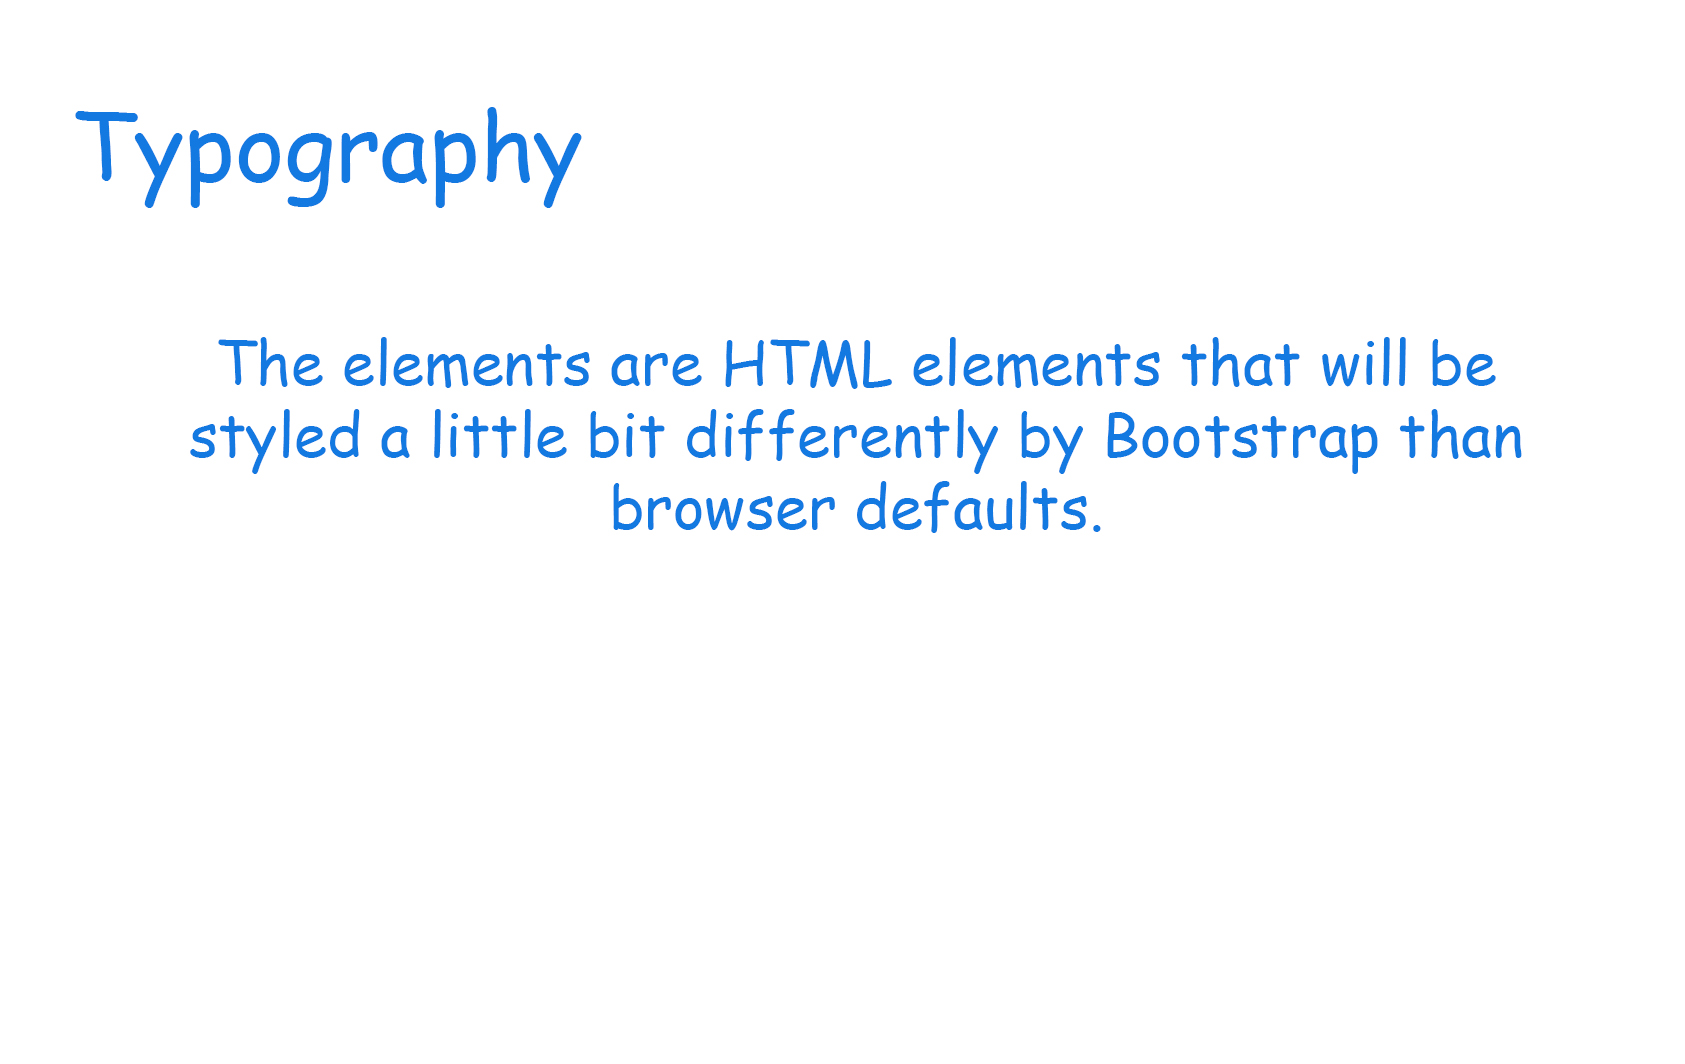 Typography
The elements are HTML elements that will be
styled a little bit differently by Bootstrap than
browser defaults.